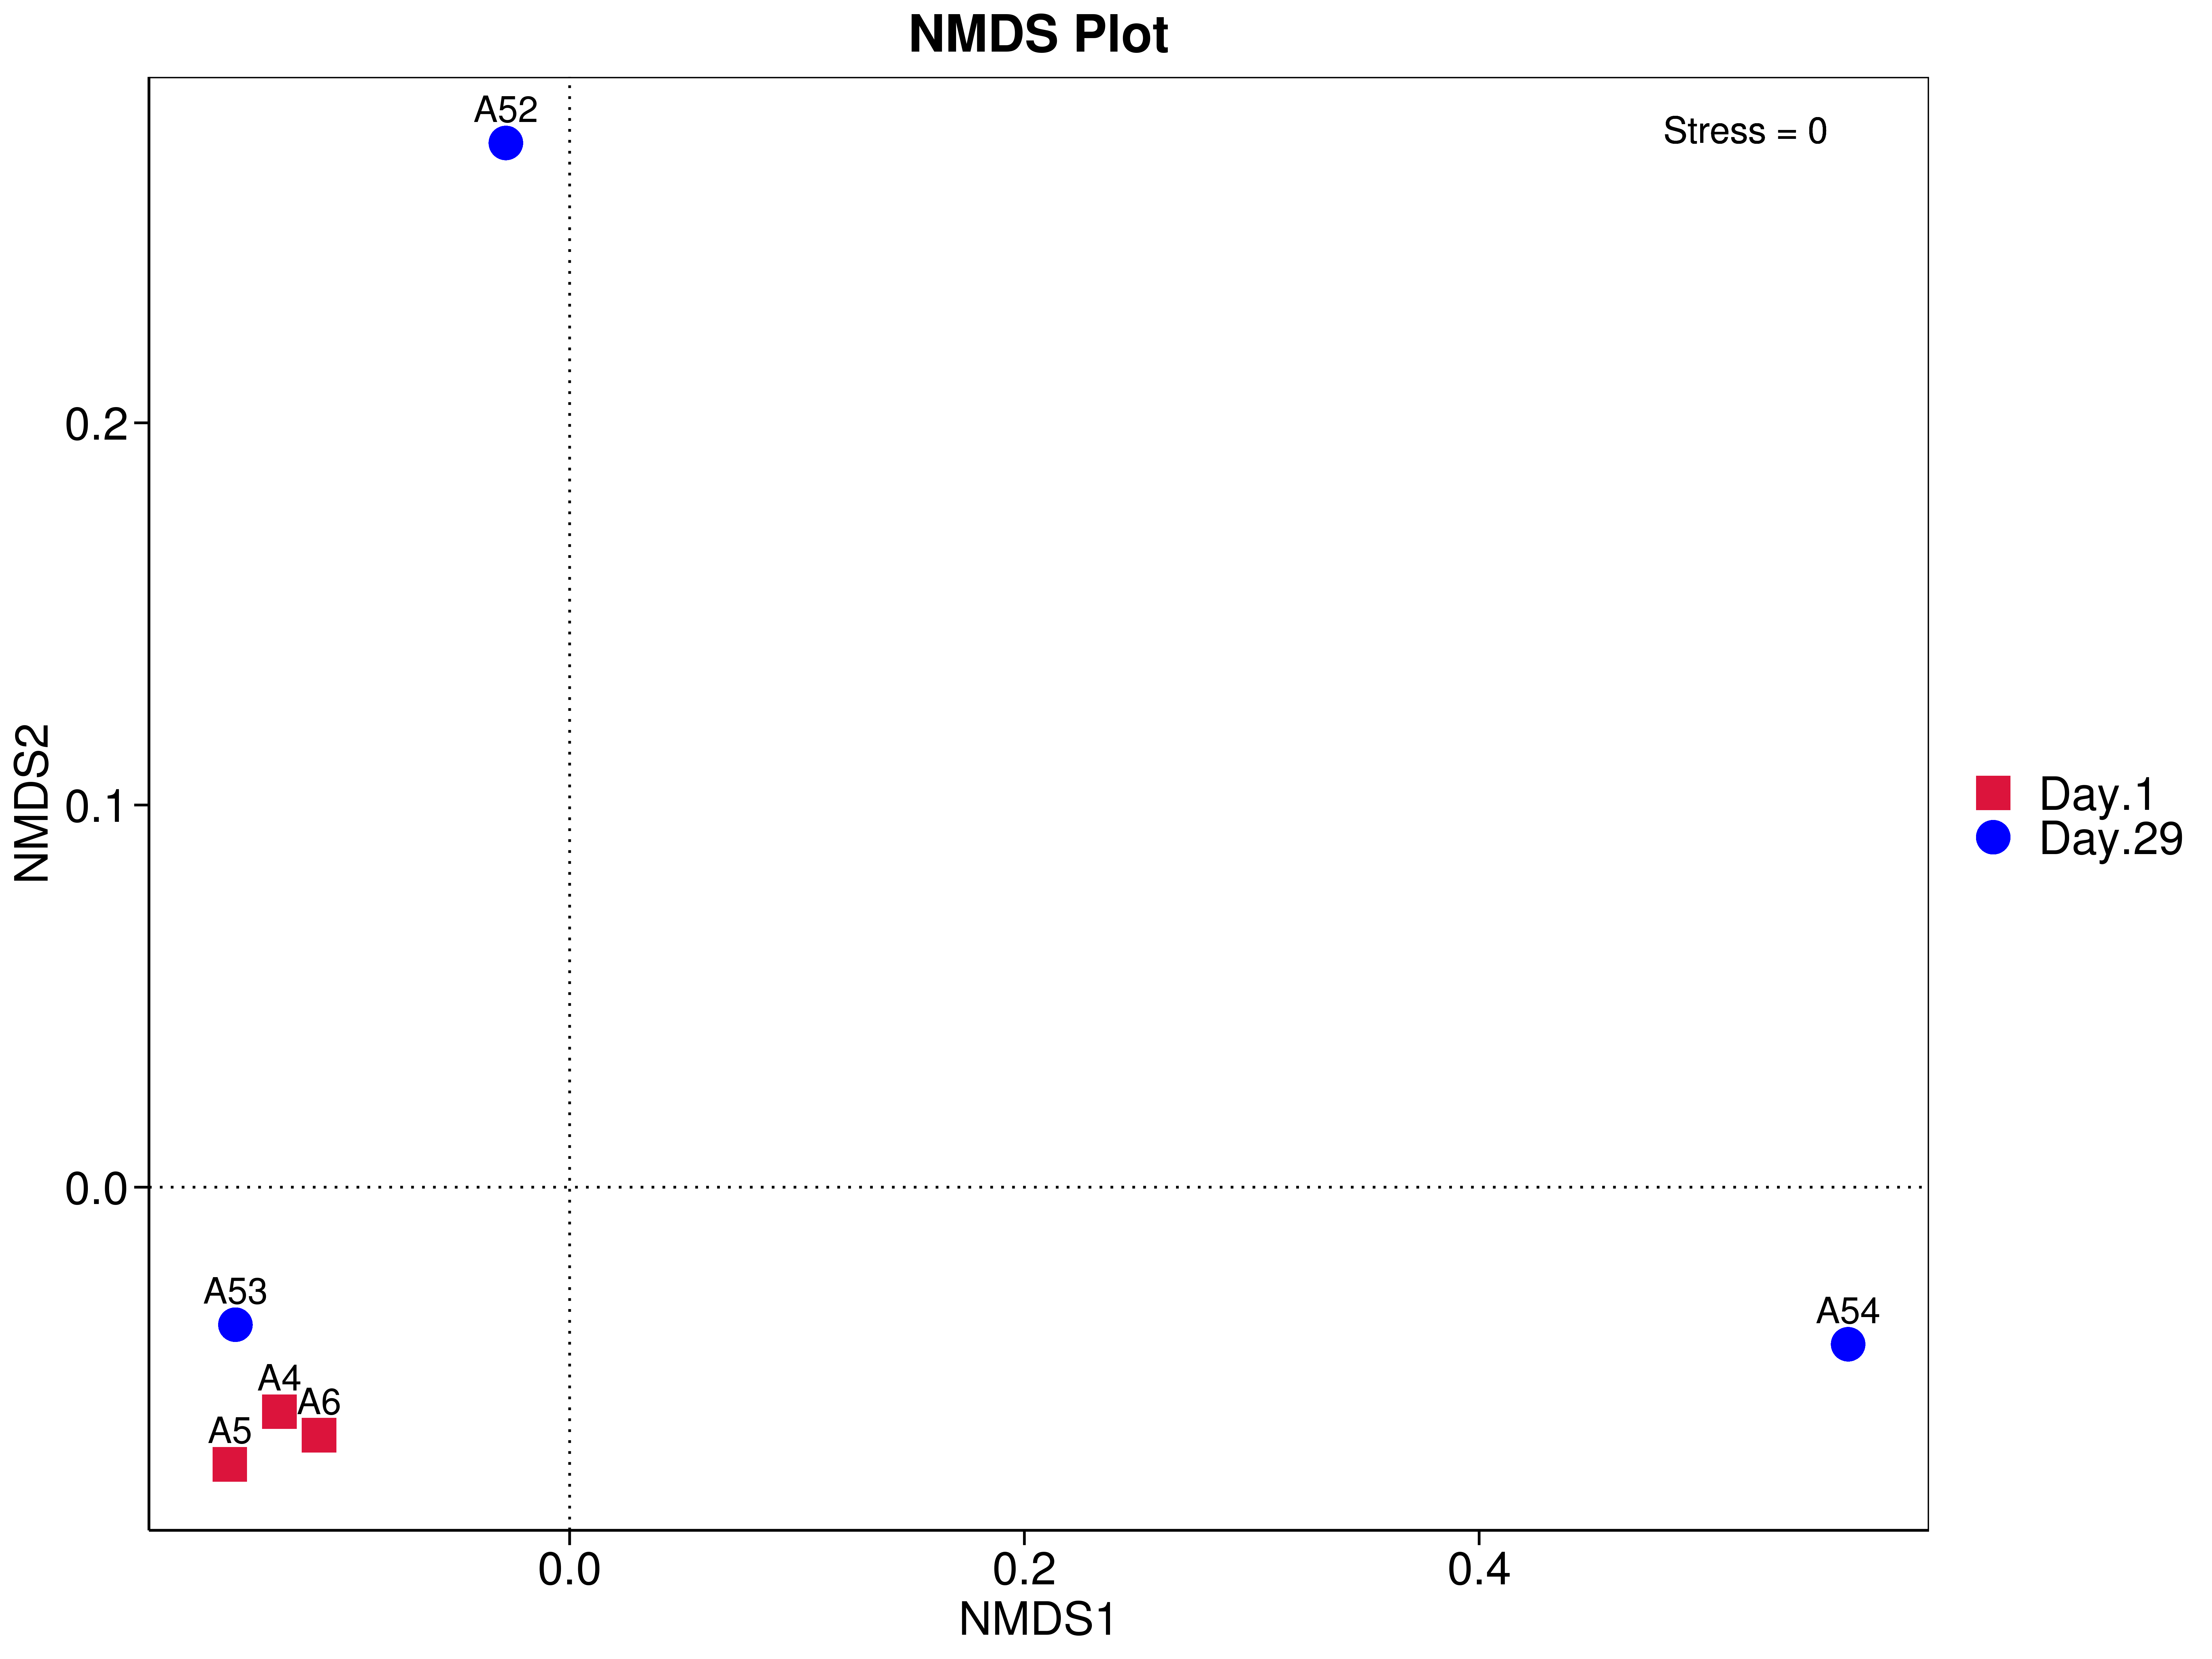 NMDS Plot
A52
Stress = 0
0.2
0.1
0.0
NMDS2
Day.1
Day.29
A53
A54
A4
A6
A5
0.0
0.2
0.4
NMDS1